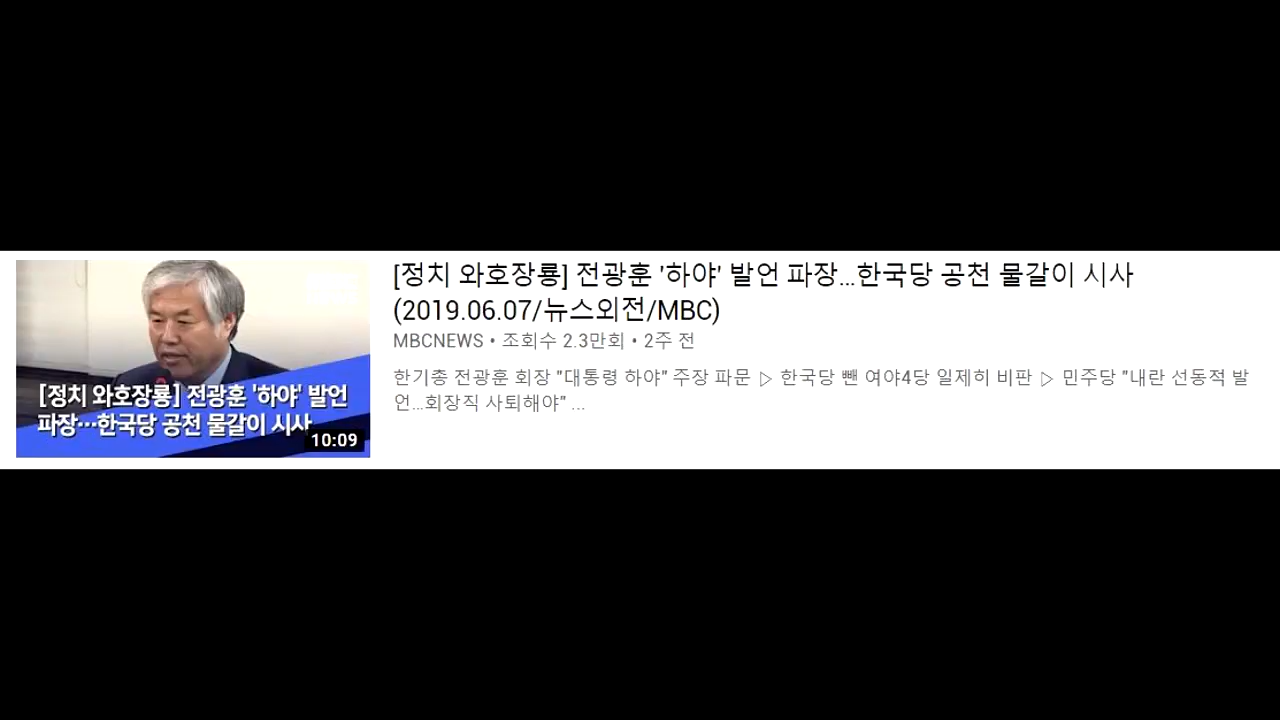 [정치 와호장룡] 전광훈 '하야' 발언
파장…한국당 공천 물갈이 시사
10:09
[정치 와호장룡] 전광훈 '하야' 발언 파장...한국당 공천 물갈이 시사
(2019.06.07/뉴스외전/MBC)
MBCNEWS • 조회수 2.3만회 • 2주 전
한기총 전광훈 회장 "대통령 하야" 주장 파문 ▷ 한국당 뺀 여야4당 일제히 비판 ▷ 민주당 "내란 선동적 발
언...회장직 사퇴해야" ...